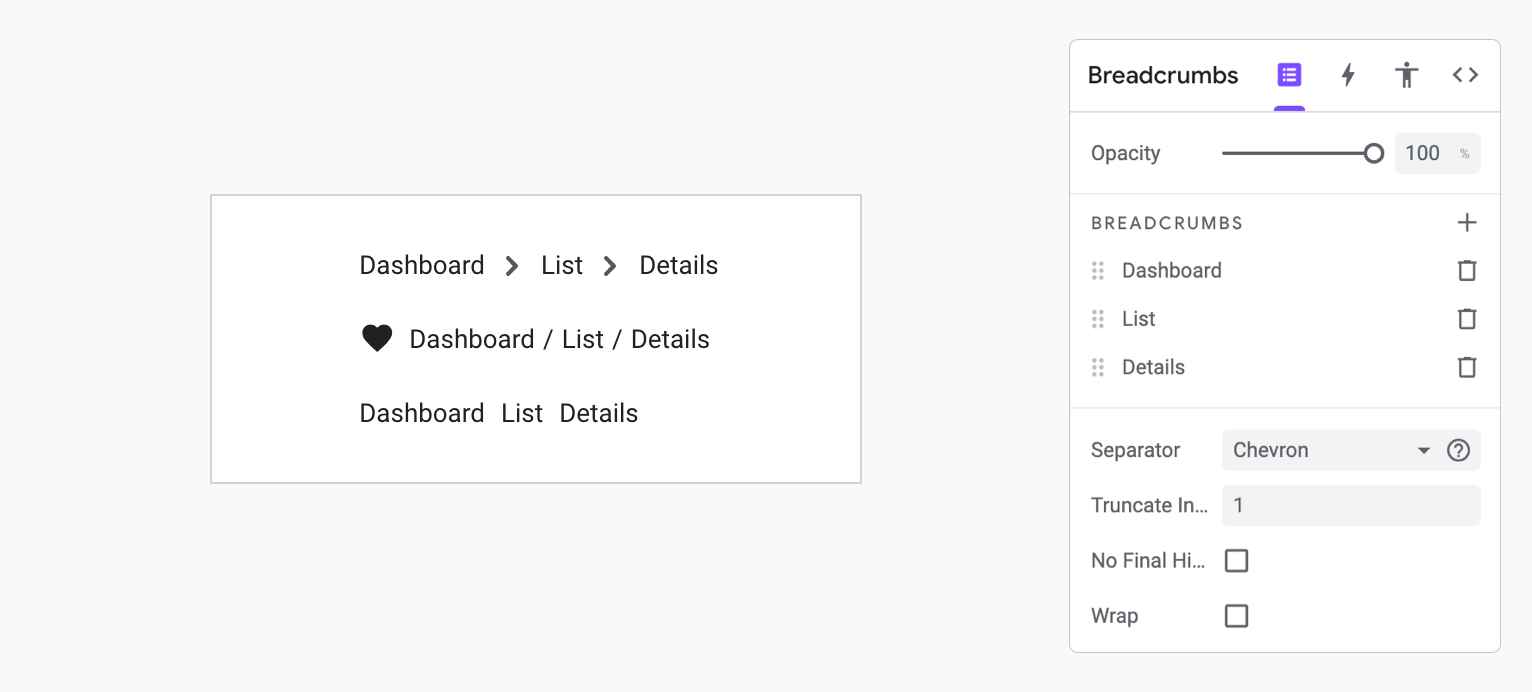 Dashboard List Details
Dashboard / List / Details
Dashboard List Details
Breadcrumbs
Opacity 100 %
BREADCRUMBS
Dashboard
List
Details
Separator Chevron
Truncate In... 1
No Final Hi...
Wrap